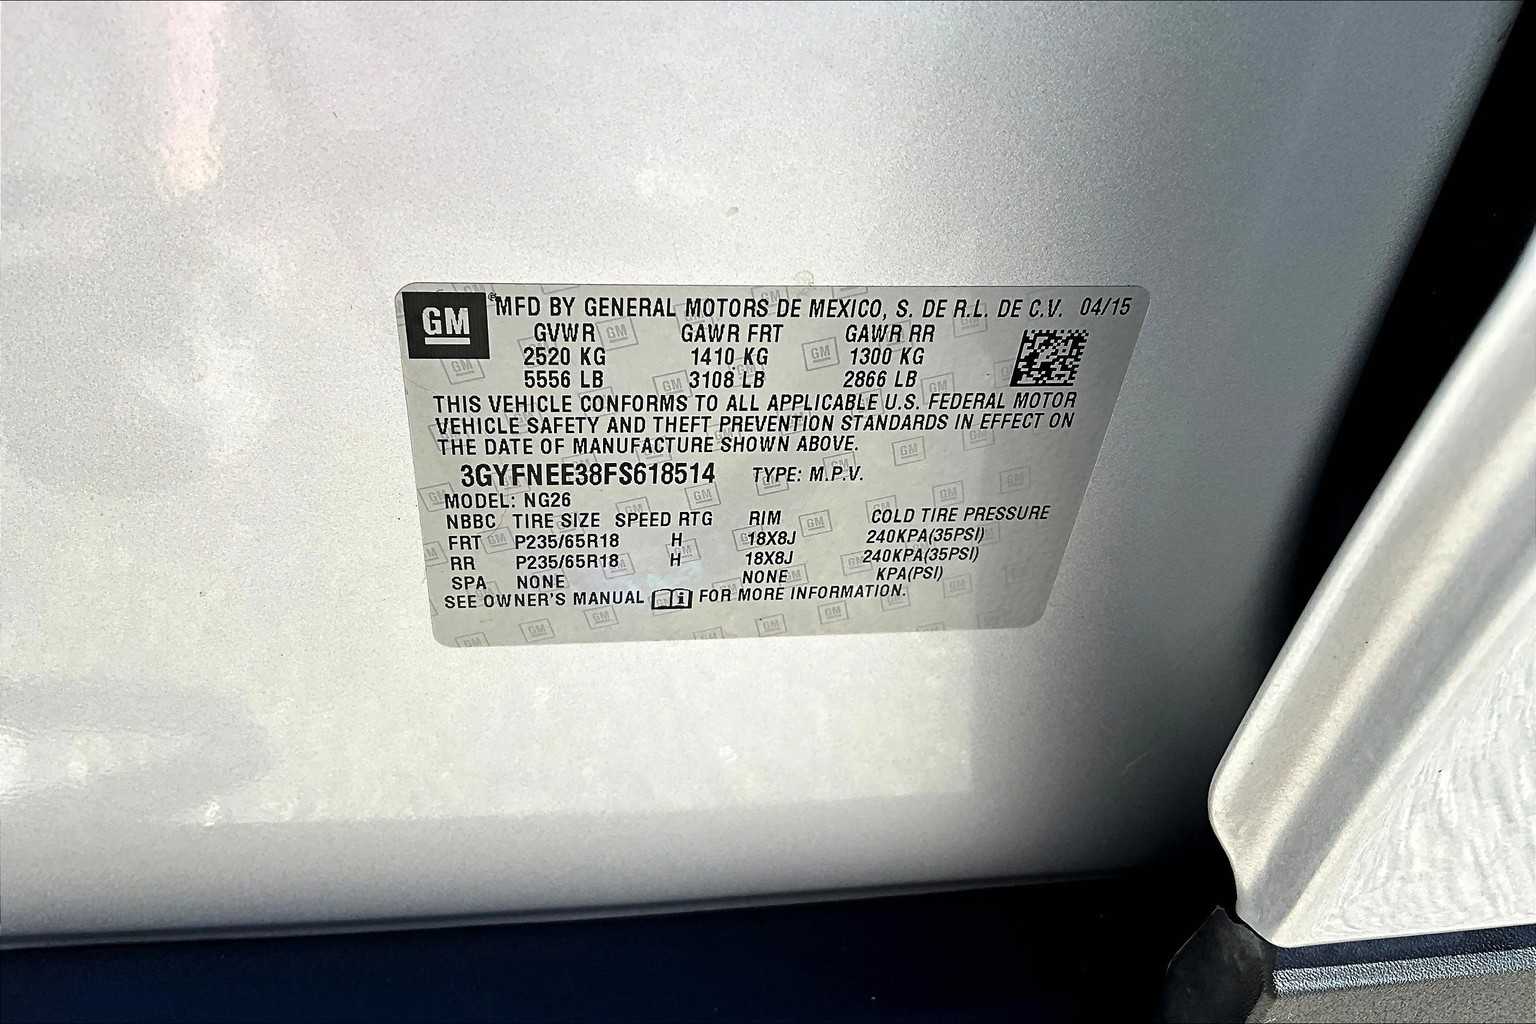 GM ® MFD BY GENERAL MOTORS DE MEXICO, S. DE R.L. DE C.V. 04/15
GVWR GAWR FRT GAWR RR
2520 KG 1410 KG 1300 KG
5556 LB 3108 LB 2866 LB
THIS VEHICLE CONFORMS TO ALL APPLICABLE U.S. FEDERAL MOTOR
VEHICLE SAFETY AND THEFT PREVENTION STANDARDS IN EFFECT ON
THE DATE OF MANUFACTURE SHOWN ABOVE.
3GYFNEE38FS618514 TYPE: M.P.V.
MODEL: NG26
NBBC TIRE SIZE SPEED RTG RIM COLD TIRE PRESSURE
FRT P235/65R18 H 18X8J 240KPA(35PSI)
RR P235/65R18 H 18X8J 240KPA(35PSI)
SPA NONE NONE KPA(PSI)
SEE OWNER'S MANUAL i FOR MORE INFORMATION.